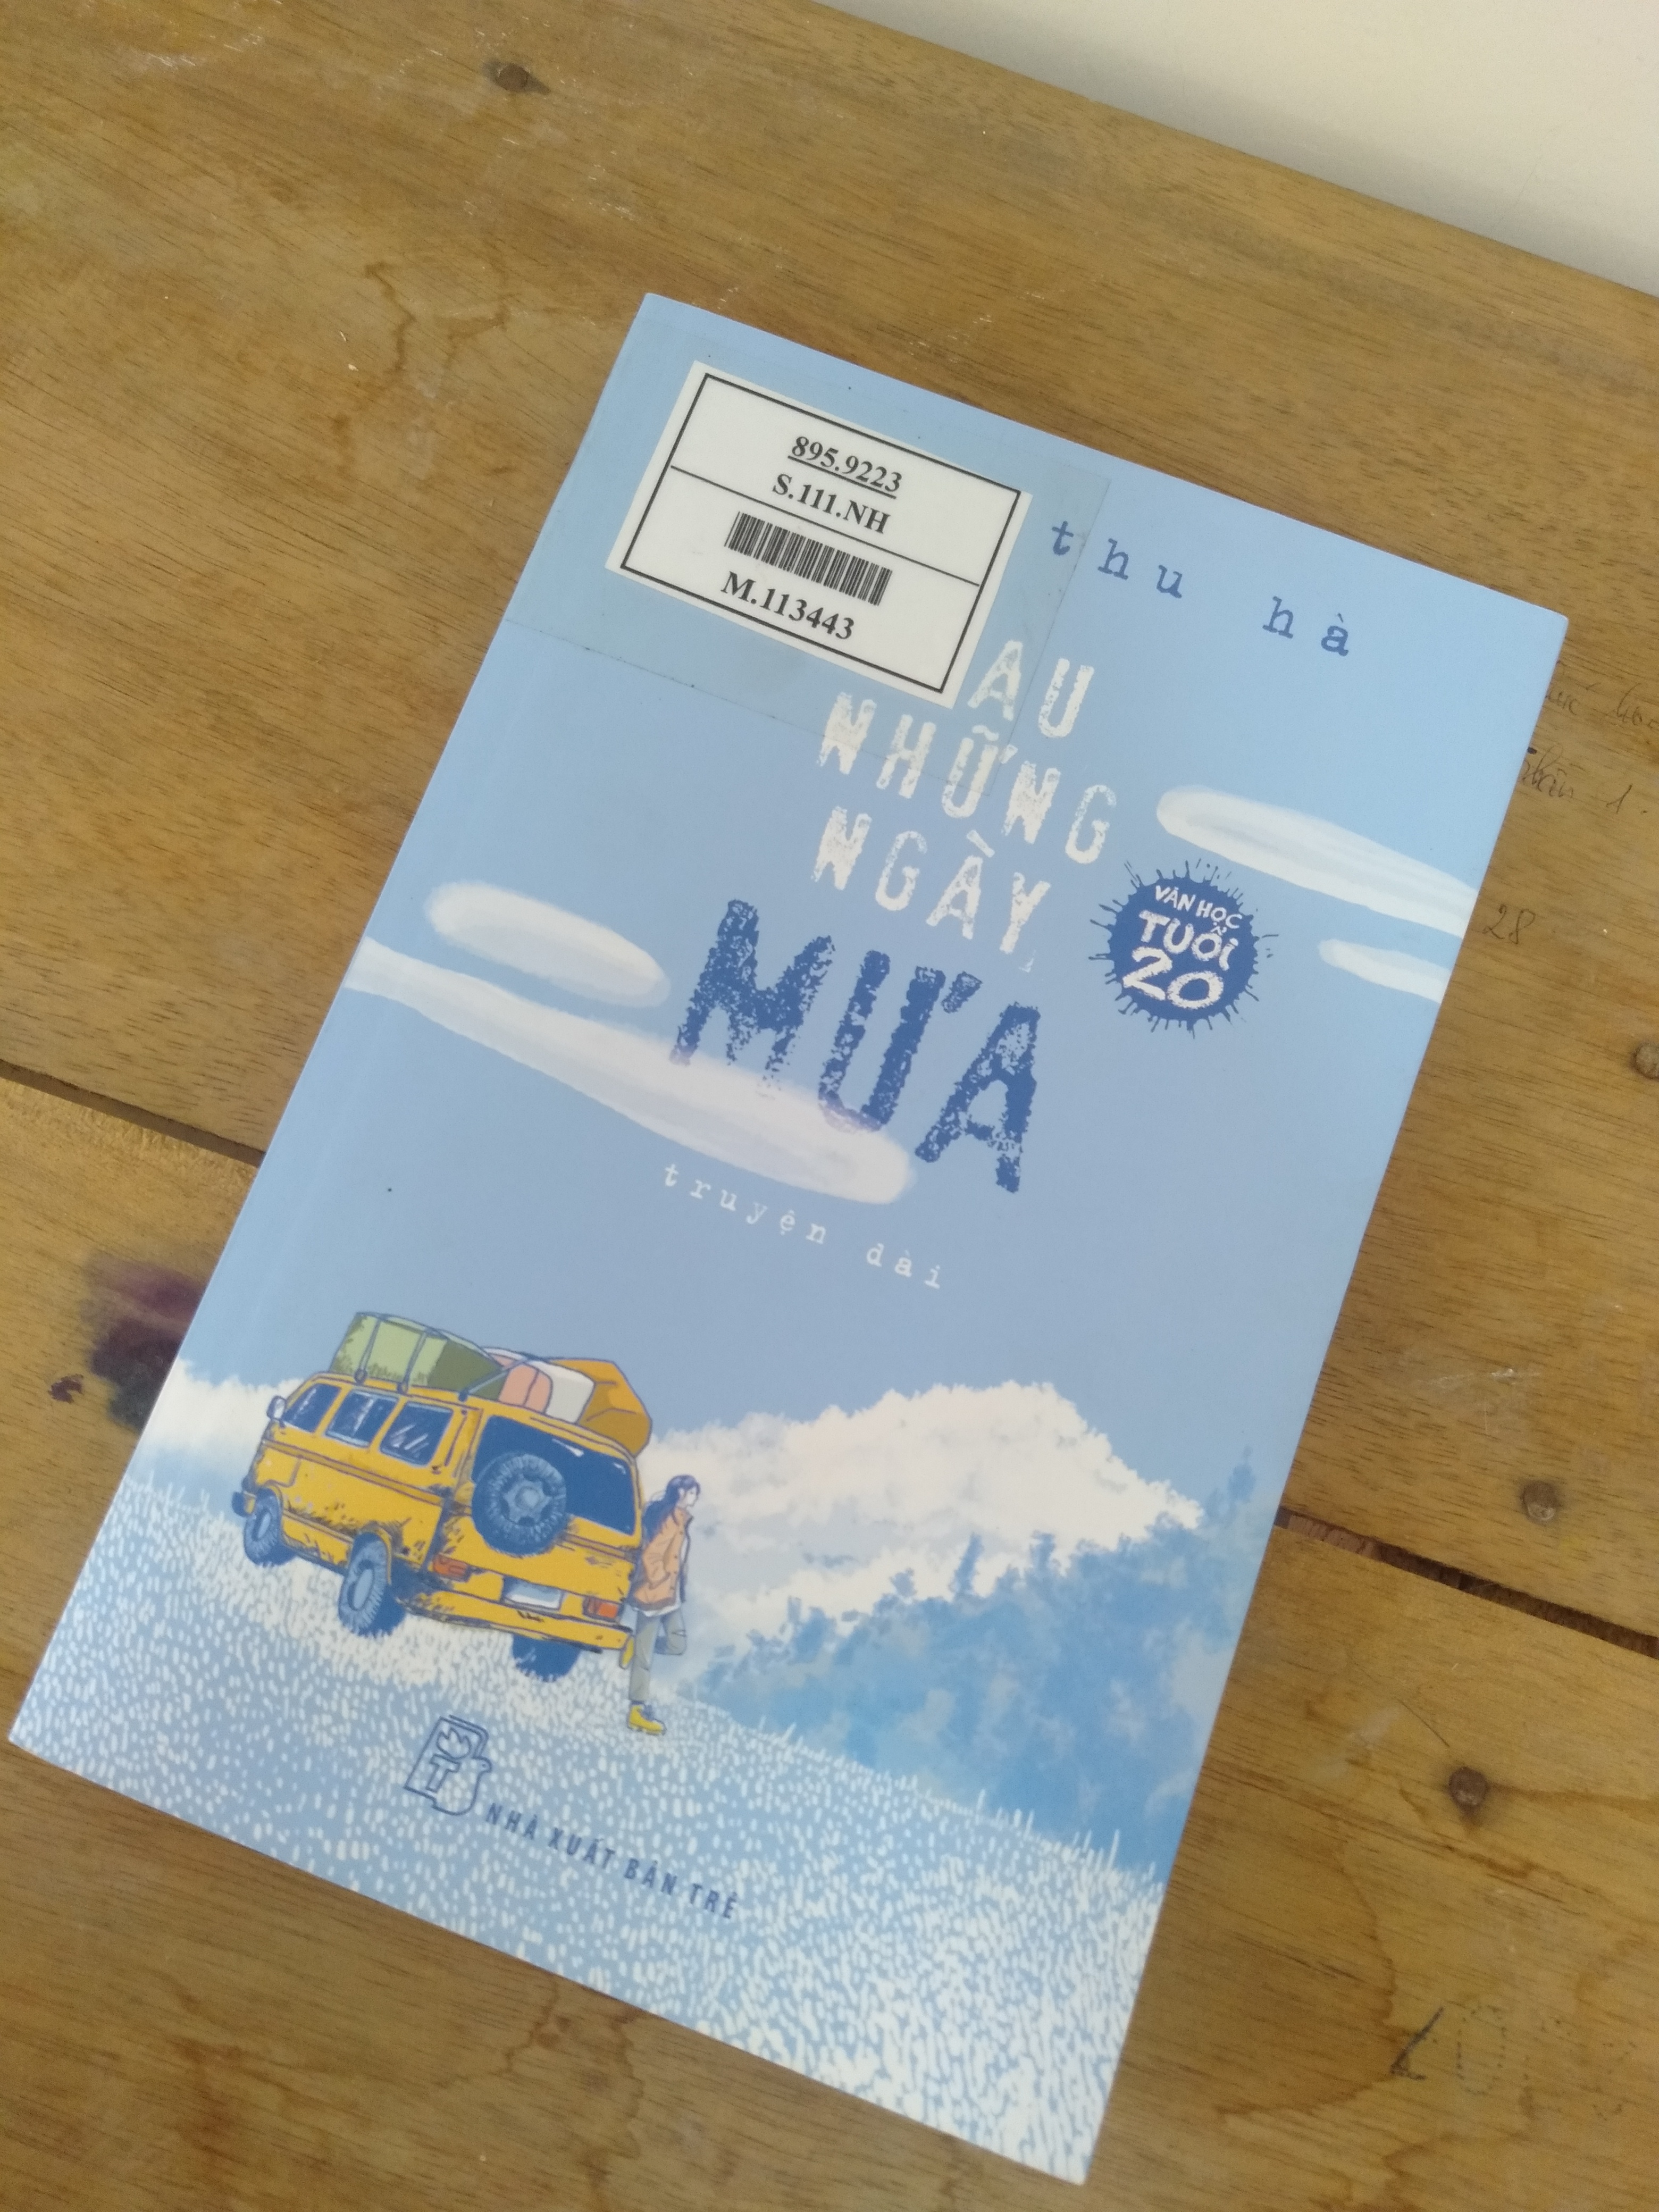 895.9223
S.111.NH
M.113443
thu hà
AU
NHỮNG
NGÀY
MƯA
VĂN HỌC
TUỔI
20
truyện dài
NHÀ XUẤT BẢN TRẺ
28